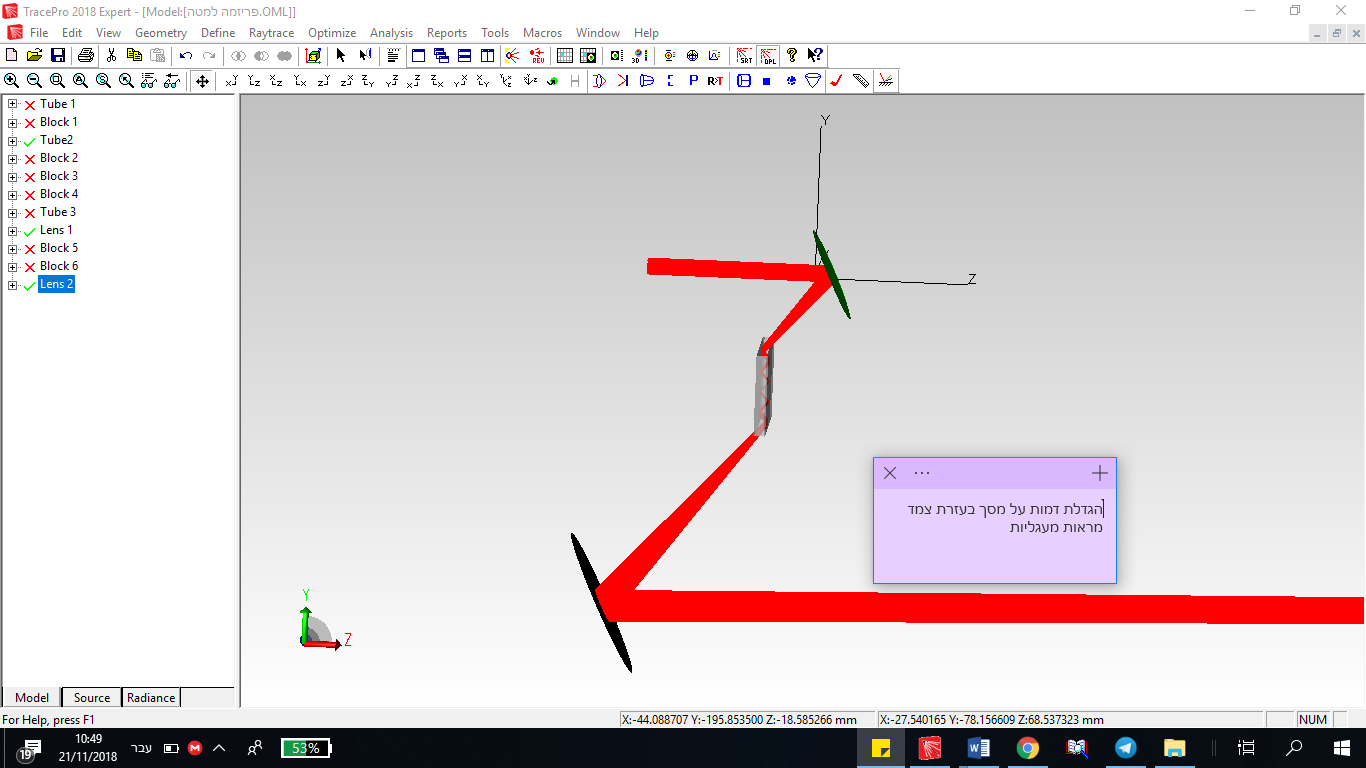 TracePro 2018 Expert - [Model:[פריזמה למטה.OML]]
File Edit View Geometry Define Raytrace Optimize Analysis Reports Tools Macros Window Help
Tube 1
Block 1
Tube2
Block 2
Block 3
Block 4
Tube 3
Lens 1
Block 5
Block 6
Lens 2
Y
Z
הגדלת דמות על מסך בעזרת צמד
מראות מעגליות
Y
Z
Model Source Radiance
For Help, press F1 X:-44.088707 Y:-195.853500 Z:-18.585266 mm X:-27.540165 Y:-78.156609 Z:68.537323 mm NUM
19 10:49 עבר 53%
21/11/2018